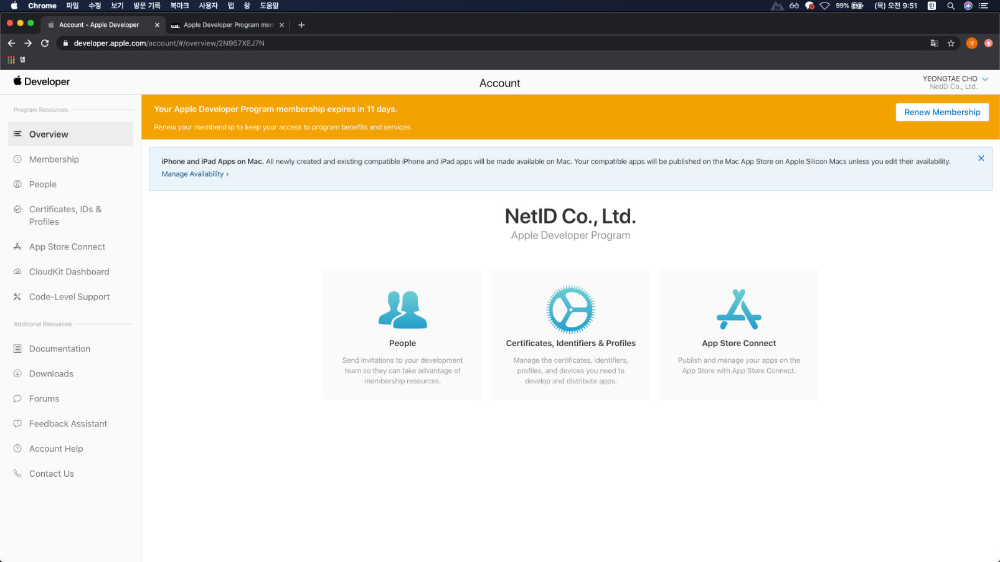 Chrome 파일 수정 보기 방문 기록 북마크 사용자 탭 창 도움말 99% (목) 오전 9:51 한
Account - Apple Developer
Apple Developer Program mem
developer.apple.com/account/#/overview/2N957XEJ7N
앱
Developer
Account
YEONGTAE CHO
NetID Co., Ltd.
Program Resources
Overview
Membership
People
Certificates, IDs &
Profiles
App Store Connect
CloudKit Dashboard
Code-Level Support
Additional Resources
Documentation
Downloads
Forums
Feedback Assistant
Account Help
Contact Us
Your Apple Developer Program membership expires in 11 days.
Renew your membership to keep your access to program benefits and services.
Renew Membership
iPhone and iPad Apps on Mac. All newly created and existing compatible iPhone and iPad apps will be made available on Mac. Your compatible apps will be published on the Mac App Store on Apple Silicon Macs unless you edit their availability.
Manage Availability ›
NetID Co., Ltd.
Apple Developer Program
People
Send invitations to your development
team so they can take advantage of
membership resources.
Certificates, Identifiers & Profiles
Manage the certificates, identifiers,
profiles, and devices you need to
develop and distribute apps.
App Store Connect
Publish and manage your apps on the
App Store with App Store Connect.